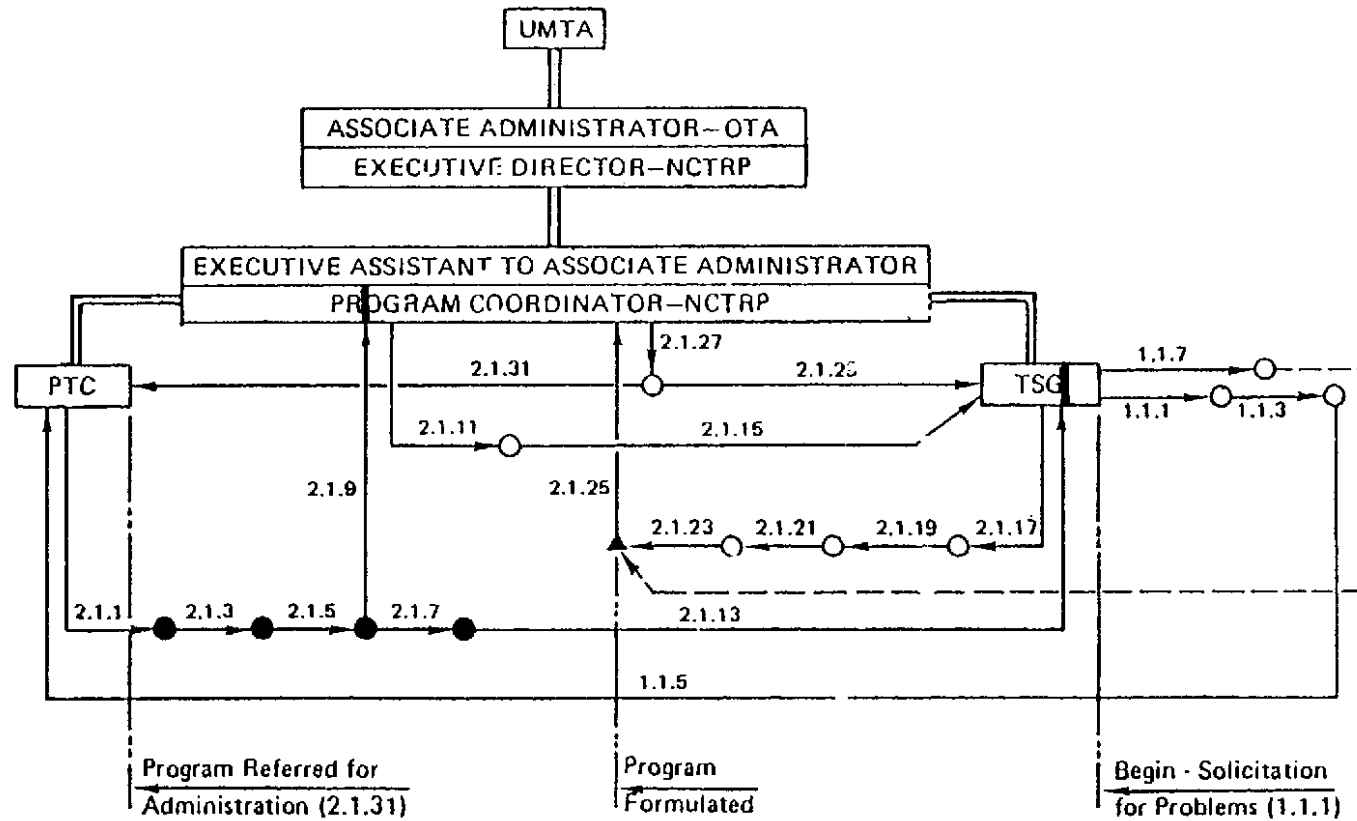 UMTA
ASSOCIATE ADMINISTRATOR–OTA
EXECUTIVE DIRECTOR–NCTRP
EXECUTIVE ASSISTANT TO ASSOCIATE ADMINISTRATOR
PROGRAM COORDINATOR–NCTRP
2.1.27
1.1.7
PTC
2.1.31
TSG
1.1.1
1.1.3
2.1.11
2.1.15
2.1.9
2.1.25
2.1.23
2.1.21
2.1.19
2.1.17
2.1.1
2.1.3
2.1.5
2.1.7
2.1.13
1.1.5
Program Referred for
Administration (2.1.31)
Program
Formulated
Begin - Solicitation
for Problems (1.1.1)